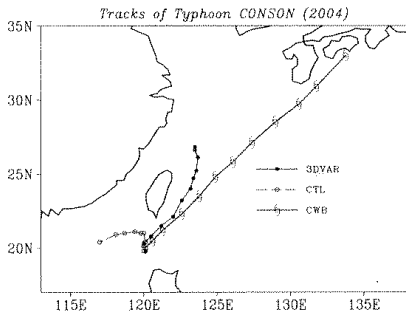 Tracks of Typhoon CONSON (2004)
35N
30N
25N
20N
3DVAR
CTL
CWB
115E 120E 125E 130E 135E